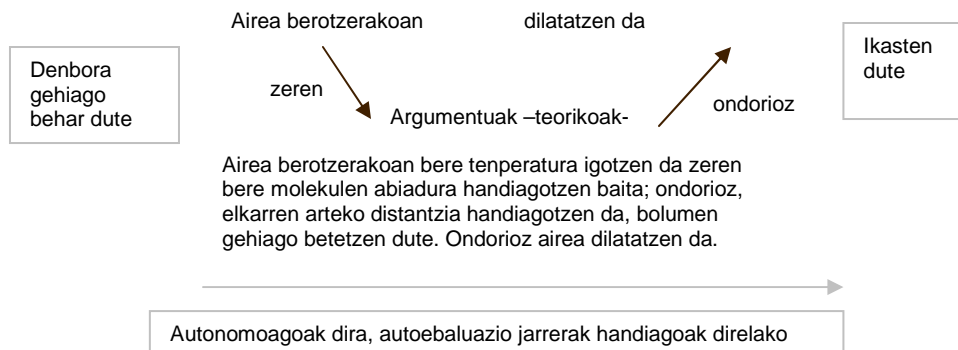 Airea berotzerakoan dilatatzen da
Denbora
gehiago
behar dute
zeren
Argumentuak –teorikoak-
ondorioz
Ikasten
dute
Airea berotzerakoan bere tenperatura igotzen da zeren
bere molekulen abiadura handiagotzen baita; ondorioz,
elkarren arteko distantzia handiagotzen da, bolumen
gehiago betetzen dute. Ondorioz airea dilatatzen da.
Autonomoagoak dira, autoebaluazio jarrerak handiagoak direlako